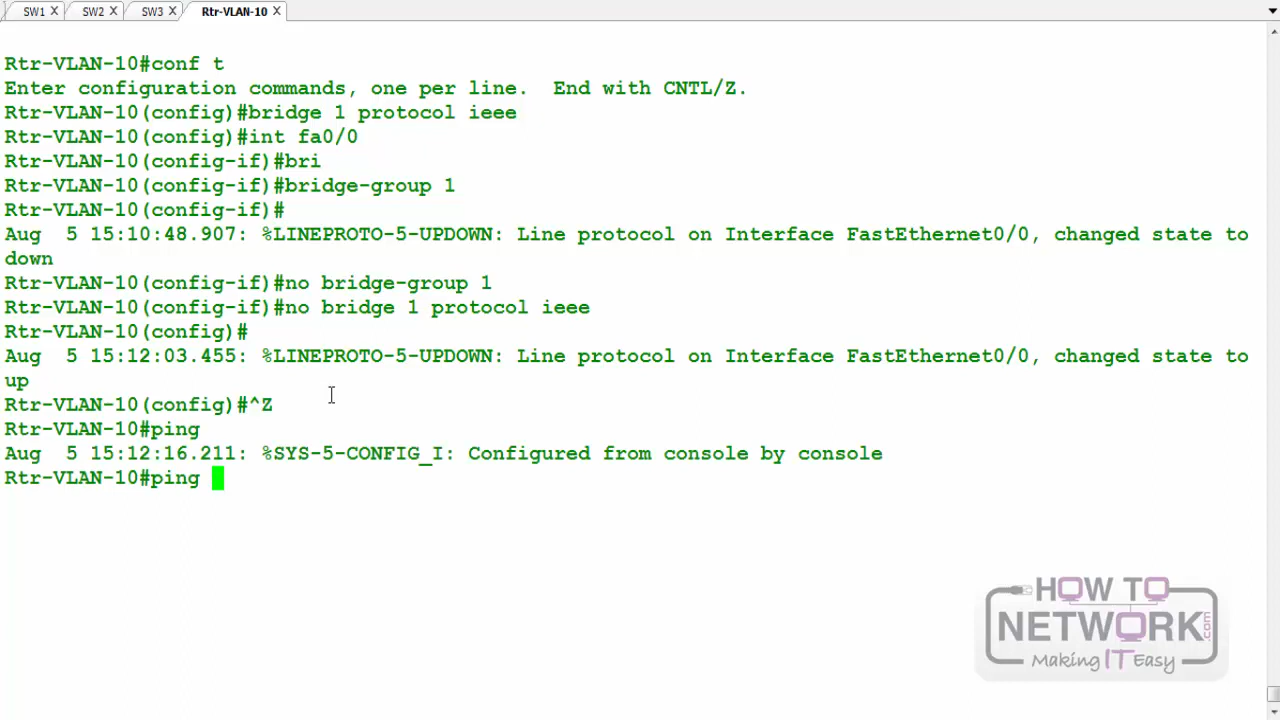 SW1 X SW2 X SW3 X Rtr-VLAN-10 X
Rtr-VLAN-10#conf t
Enter configuration commands, one per line.  End with CNTL/Z.
Rtr-VLAN-10(config)#bridge 1 protocol ieee
Rtr-VLAN-10(config)#int fa0/0
Rtr-VLAN-10(config-if)#bri
Rtr-VLAN-10(config-if)#bridge-group 1
Rtr-VLAN-10(config-if)#
Aug  5 15:10:48.907: %LINEPROTO-5-UPDOWN: Line protocol on Interface FastEthernet0/0, changed state to
down
Rtr-VLAN-10(config-if)#no bridge-group 1
Rtr-VLAN-10(config-if)#no bridge 1 protocol ieee
Rtr-VLAN-10(config)#
Aug  5 15:12:03.455: %LINEPROTO-5-UPDOWN: Line protocol on Interface FastEthernet0/0, changed state to
up
Rtr-VLAN-10(config)#^Z
Rtr-VLAN-10#ping
Aug  5 15:12:16.211: %SYS-5-CONFIG_I: Configured from console by console
Rtr-VLAN-10#ping
HOW TO
NETWORK.com
Making IT Easy